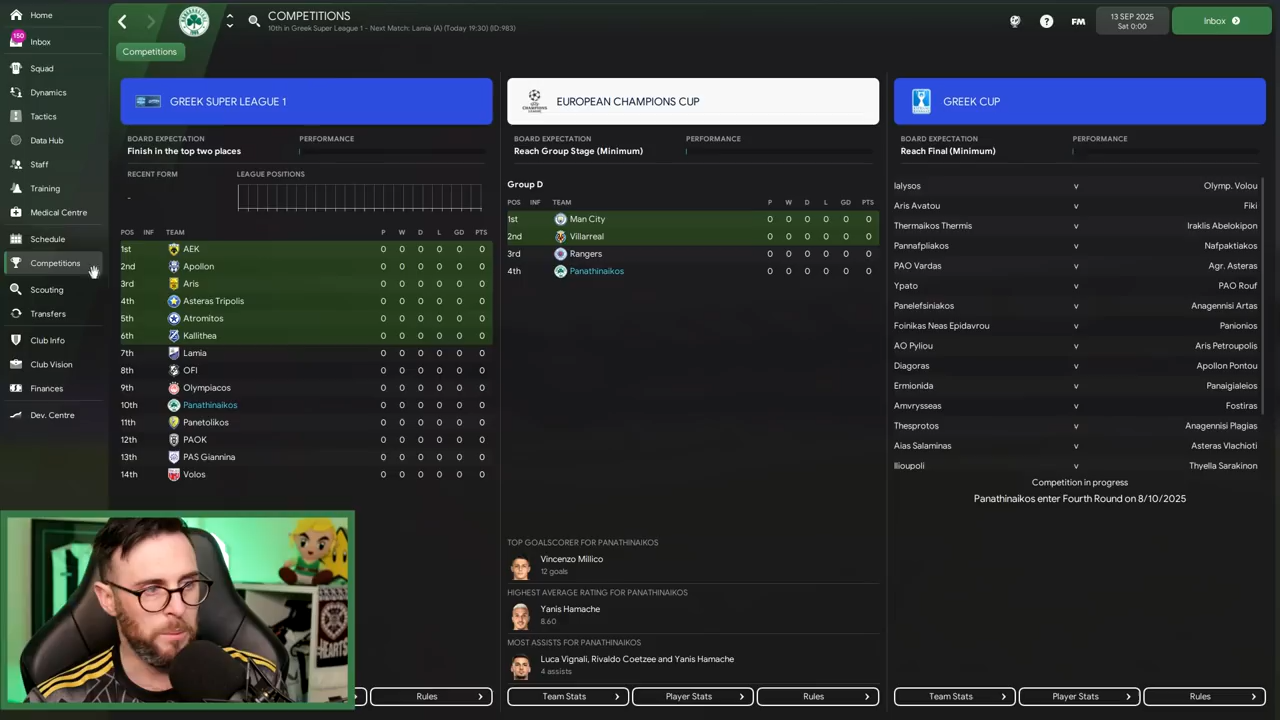 Home
150
Inbox
Squad
Dynamics
Tactics
Data Hub
Staff
Training
Medical Centre
Schedule
Competitions
Scouting
Transfers
Club Info
Club Vision
Finances
Dev. Centre
COMPETITIONS
10th in Greek Super League 1 - Next Match: Lamia (A) (Today 19:30) (ID:983)
?
FM
13 SEP 2025
Sat 0:00
Inbox
Competitions
GREEK SUPER LEAGUE 1
BOARD EXPECTATION PERFORMANCE
Finish in the top two places
RECENT FORM LEAGUE POSITIONS
-
POS INF TEAM P W D L GD PTS
1st AEK 0 0 0 0 0 0
2nd Apollon 0 0 0 0 0 0
3rd Aris 0 0 0 0 0 0
4th Asteras Tripolis 0 0 0 0 0 0
5th Atromitos 0 0 0 0 0 0
6th Kallithea 0 0 0 0 0 0
7th Lamia 0 0 0 0 0 0
8th OFI 0 0 0 0 0 0
9th Olympiacos 0 0 0 0 0 0
10th Panathinaikos 0 0 0 0 0 0
11th Panetolikos 0 0 0 0 0 0
12th PAOK 0 0 0 0 0 0
13th PAS Giannina 0 0 0 0 0 0
14th Volos 0 0 0 0 0 0
Rules
EUROPEAN CHAMPIONS CUP
BOARD EXPECTATION PERFORMANCE
Reach Group Stage (Minimum)
Group D
POS INF TEAM P W D L GD PTS
1st Man City 0 0 0 0 0 0
2nd Villarreal 0 0 0 0 0 0
3rd Rangers 0 0 0 0 0 0
4th Panathinaikos 0 0 0 0 0 0
TOP GOALSCORER FOR PANATHINAIKOS
Vincenzo Millico
12 goals
HIGHEST AVERAGE RATING FOR PANATHINAIKOS
Yanis Hamache
8.60
MOST ASSISTS FOR PANATHINAIKOS
Luca Vignali, Rivaldo Coetzee and Yanis Hamache
4 assists
Team Stats Player Stats Rules
GREEK CUP
BOARD EXPECTATION PERFORMANCE
Reach Final (Minimum)
Ialysos v Olymp. Volou
Aris Avatou v Fiki
Thermaikos Thermis v Iraklis Abelokipon
Pannafpliakos v Nafpaktiakos
PAO Vardas v Agr. Asteras
Ypato v PAO Rouf
Panelefsiniakos v Anagennisi Artas
Foinikas Neas Epidavrou v Panionios
AO Pyliou v Aris Petroupolis
Diagoras v Apollon Pontou
Ermionida v Panaigialeios
Amvrysseas v Fostiras
Thesprotos v Anagennisi Plagias
Aias Salaminas v Asteras Vlachioti
Ilioupoli v Thyella Sarakinon
Competition in progress
Panathinaikos enter Fourth Round on 8/10/2025
Team Stats Player Stats Rules